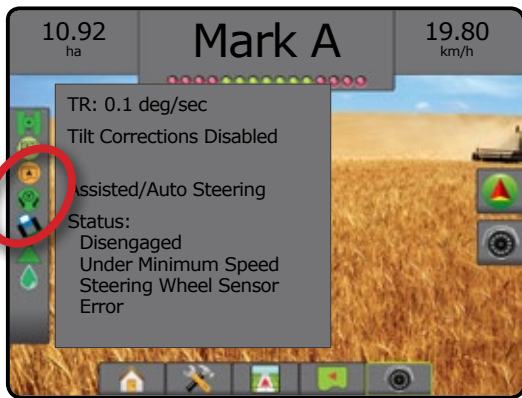 10.92
ha
Mark A
19.80
km/h
TR: 0.1 deg/sec
Tilt Corrections Disabled
Assisted/Auto Steering
Status:
Disengaged
Under Minimum Speed
Steering Wheel Sensor
Error